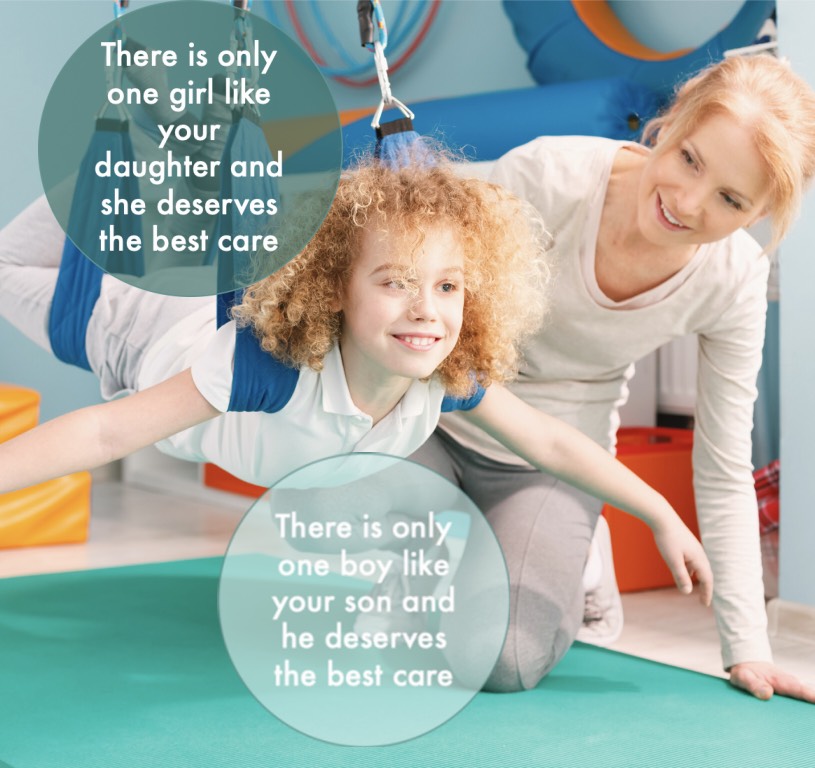 There is only
one girl like
your
daughter and
she deserves
the best care
There is only
one boy like
your son and
he deserves
the best care